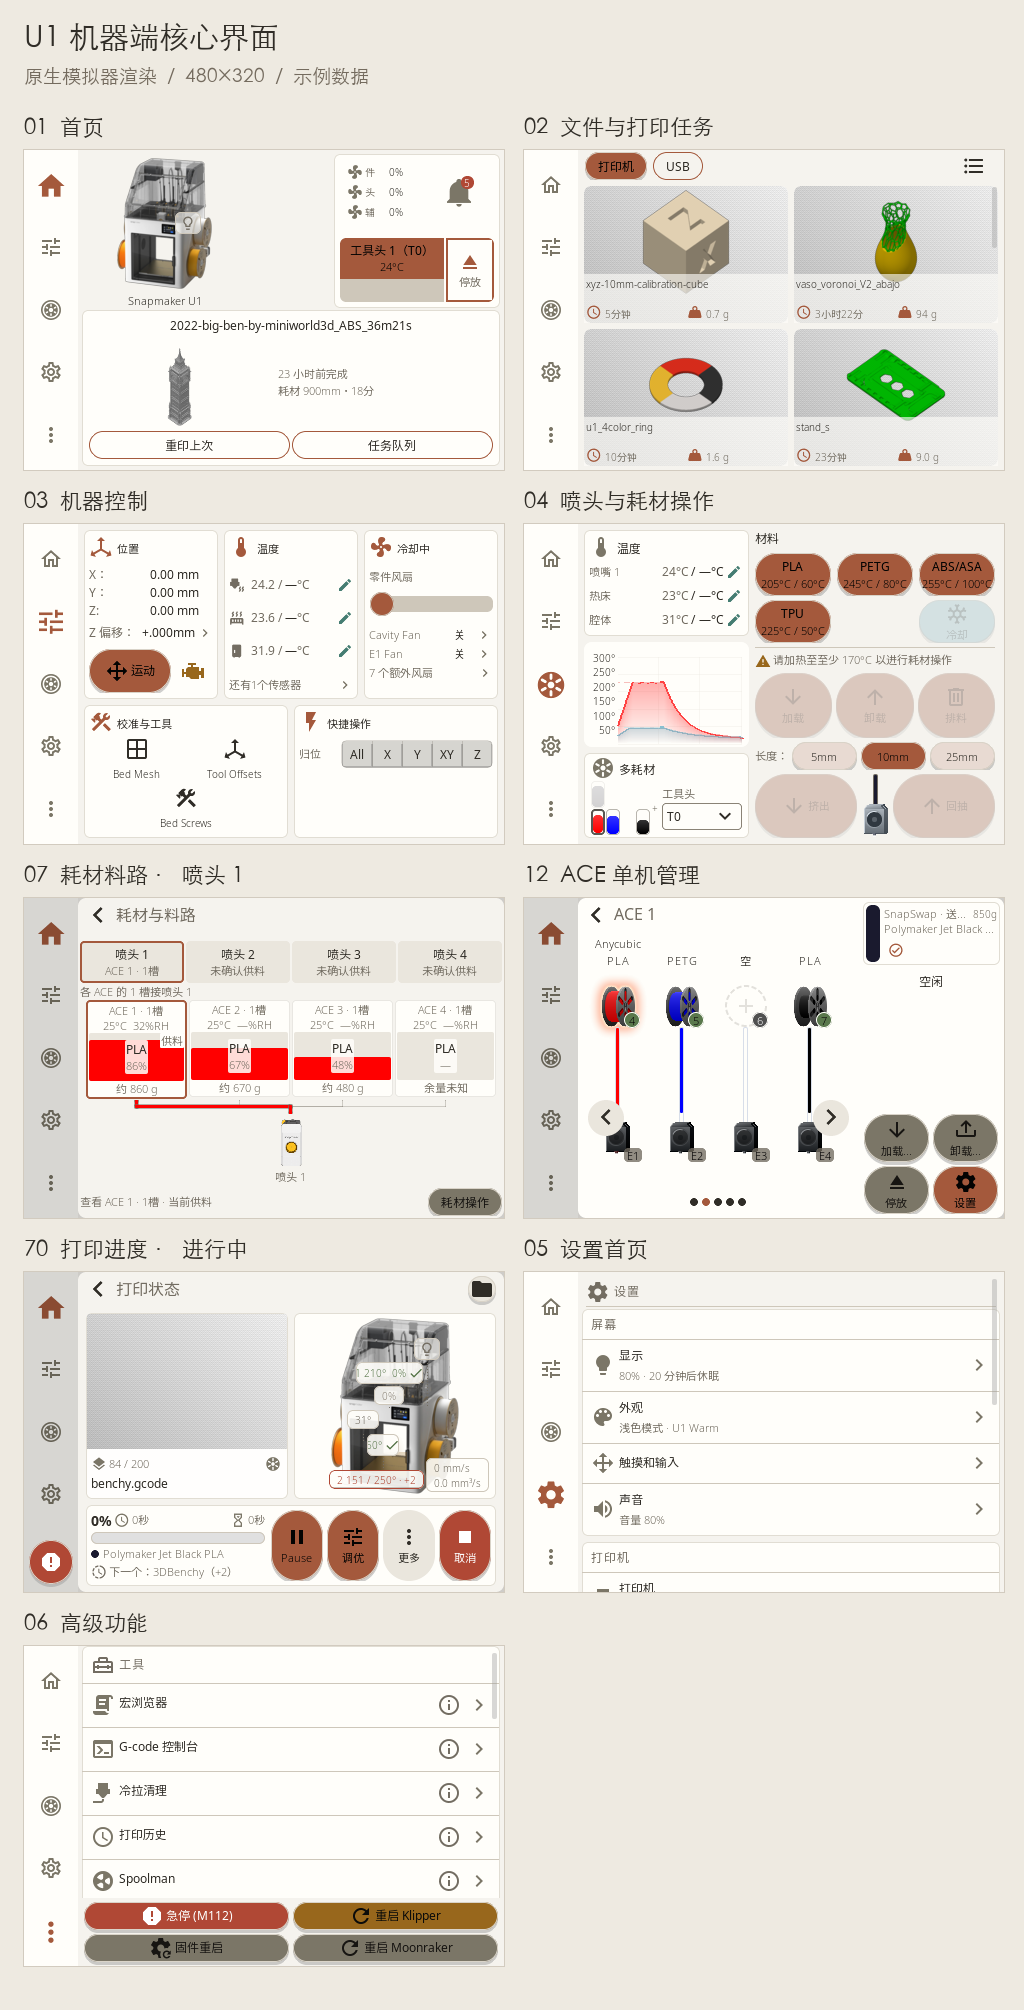 U1 机器端核心界面
原生模拟器渲染 / 480×320 / 示例数据
01 首页
件 0%
头 0%
辅 0%
5
工具头 1（T0）
24°C
停放
Snapmaker U1
2022-big-ben-by-miniworld3d_ABS_36m21s
23 小时前完成
耗材 900mm · 18分
重印上次
任务队列
02 文件与打印任务
打印机
USB
xyz-10mm-calibration-cube
5分钟 0.7 g
vaso_voronoi_V2_abajo
3小时22分 94 g
u1_4color_ring
10分钟 1.6 g
stand_s
23分钟 9.0 g
03 机器控制
位置
X： 0.00 mm
Y： 0.00 mm
Z: 0.00 mm
Z 偏移： +.000mm
运动
温度
24.2 / —°C
23.6 / —°C
31.9 / —°C
还有1个传感器
冷却中
零件风扇
Cavity Fan 关
E1 Fan 关
7 个额外风扇
校准与工具
Bed Mesh
Tool Offsets
Bed Screws
快捷操作
归位 All X Y XY Z
04 喷头与耗材操作
温度
喷嘴 1 24°C / —°C
热床 23°C / —°C
腔体 31°C / —°C
300°
250°
200°
150°
100°
50°
多耗材
工具头
T0
材料
PLA
205°C / 60°C
PETG
245°C / 80°C
ABS/ASA
255°C / 100°C
TPU
225°C / 50°C
冷却
请加热至至少 170°C 以进行耗材操作
加载
卸载
排料
长度： 5mm 10mm 25mm
挤出
回抽
07 耗材料路 · 喷头 1
耗材与料路
喷头 1
ACE 1 · 1槽
喷头 2
未确认供料
喷头 3
未确认供料
喷头 4
未确认供料
各 ACE 的 1 槽接喷头 1
ACE 1 · 1槽
25°C 32%RH
供料
PLA
86%
约 860 g
ACE 2 · 1槽
25°C —%RH
PLA
67%
约 670 g
ACE 3 · 1槽
25°C —%RH
PLA
48%
约 480 g
ACE 4 · 1槽
25°C —%RH
PLA
—
余量未知
喷头 1
查看 ACE 1 · 1槽 · 当前供料
耗材操作
12 ACE 单机管理
ACE 1
Anycubic
PLA PETG 空 PLA
4 5 6 7
E1 E2 E3 E4
SnapSwap · 送... 850g
Polymaker Jet Black ...
空闲
加载...
卸载...
停放
设置
70 打印进度 · 进行中
打印状态
84 / 200
benchy.gcode
1 210° 0%
0%
31°
60°
2 151 / 250° · +2
0 mm/s
0.0 mm³/s
0% 0秒 0秒
Polymaker Jet Black PLA
下一个：3DBenchy（+2）
Pause
调优
更多
取消
05 设置首页
设置
屏幕
显示
80% · 20 分钟后休眠
外观
浅色模式 · U1 Warm
触摸和输入
声音
音量 80%
打印机
打印机
06 高级功能
工具
宏浏览器
G-code 控制台
冷拉清理
打印历史
Spoolman
急停 (M112)
重启 Klipper
固件重启
重启 Moonraker